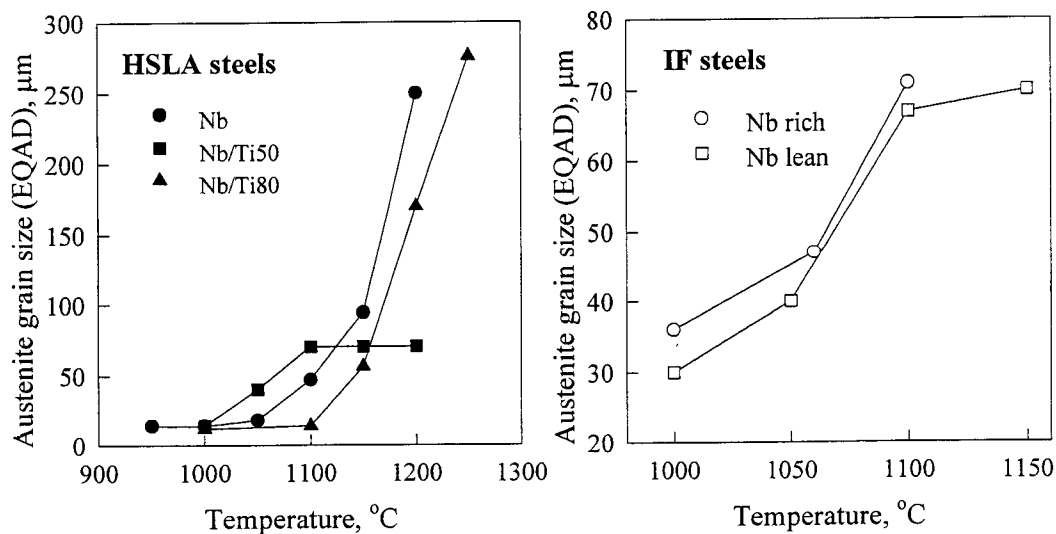 Austenite grain size (EQAD), µm
300
250
200
150
100
50
0
HSLA steels
Nb
Nb/Ti50
Nb/Ti80
900
1000
1100
1200
1300
Temperature, °C
Austenite grain size (EQAD), µm
80
70
60
50
40
30
20
IF steels
Nb rich
Nb lean
1000
1050
1100
1150
Temperature, °C